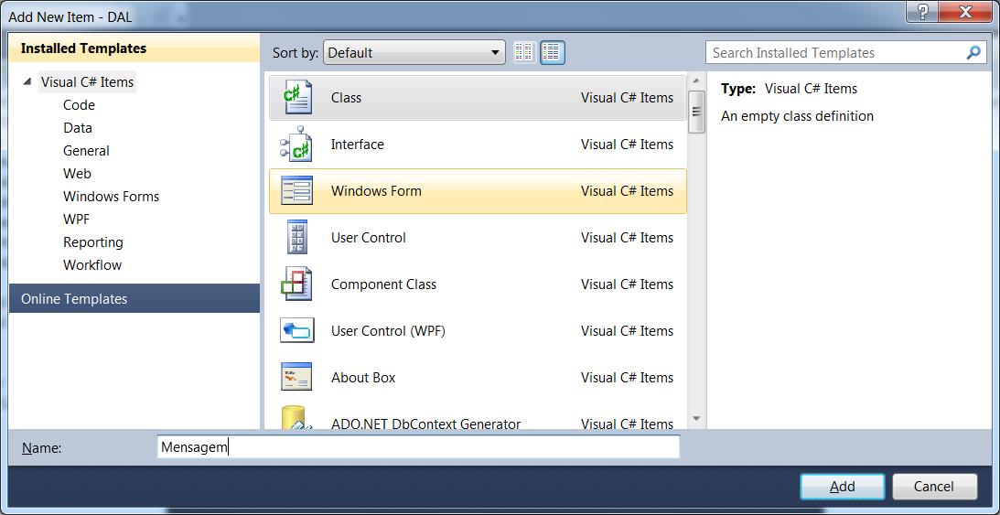 Add New Item - DAL
?
X
Installed Templates
Visual C# Items
Code
Data
General
Web
Windows Forms
WPF
Reporting
Workflow
Online Templates
Sort by: Default
Class Visual C# Items
Interface Visual C# Items
Windows Form Visual C# Items
User Control Visual C# Items
Component Class Visual C# Items
User Control (WPF) Visual C# Items
About Box Visual C# Items
ADO.NET DbContext Generator Visual C# Items
Search Installed Templates
Type: Visual C# Items
An empty class definition
Name: Mensagem
Add Cancel